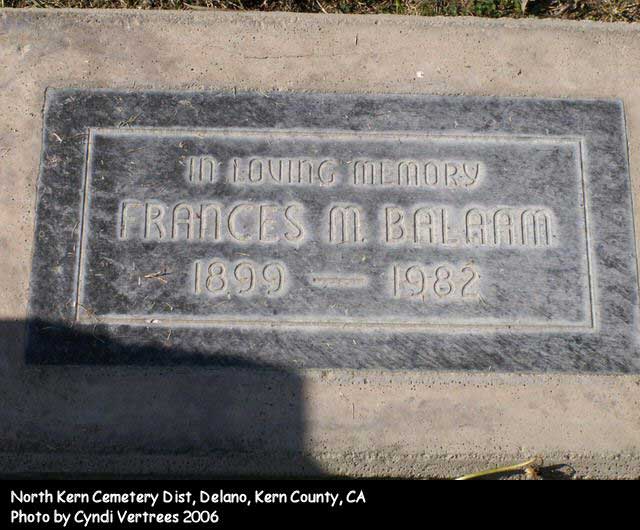 IN LOVING MEMORY
FRANCES M. BALAAM
1899 — 1982
North Kern Cemetery Dist, Delano, Kern County, CA
Photo by Cyndi Vertrees 2006